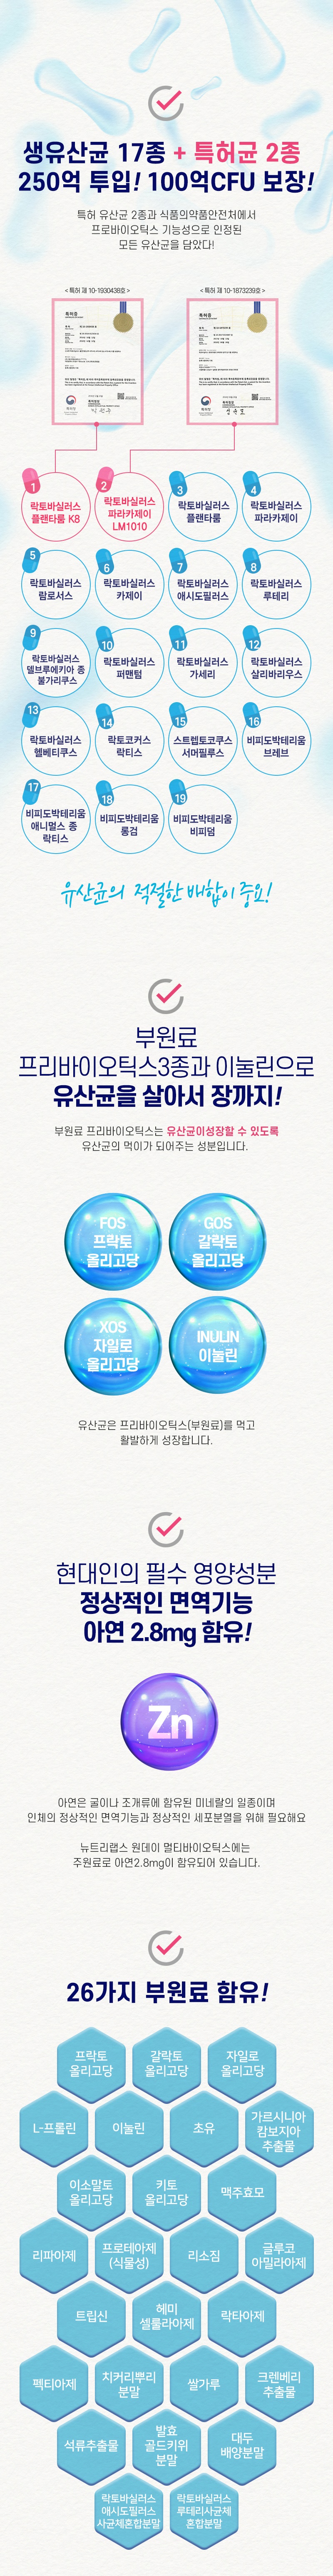 생유산균 17종 + 특허균 2종
250억 투입! 100억CFU 보장!
특허 유산균 2종과 식품의약품안전처에서
프로바이오틱스 기능성으로 인정된
모든 유산균을 담았다!
< 특허 제 10-1930438호 >
< 특허 제 10-1873239호 >
특허증
특허증
1
락토바실러스
플랜타룸 K8
2
락토바실러스
파라카제이
LM1010
3
락토바실러스
플랜타룸
4
락토바실러스
파라카제이
5
락토바실러스
람로서스
6
락토바실러스
카제이
7
락토바실러스
애시도필러스
8
락토바실러스
루테리
9
락토바실러스
델브루에키아 종
불가리쿠스
10
락토바실러스
퍼맨텀
11
락토바실러스
가세리
12
락토바실러스
살리바리우스
13
락토바실러스
헬베티쿠스
14
락토코커스
락티스
15
스트렙토코쿠스
서머필루스
16
비피도박테리움
브레브
17
비피도박테리움
애니멀스 종
락티스
18
비피도박테리움
롱검
19
비피도박테리움
비피덤
유산균의 적절한 배합이 중요!
부원료
프리바이오틱스3종과 이눌린으로
유산균을 살아서 장까지!
부원료 프리바이오틱스는 유산균이성장할 수 있도록
유산균의 먹이가 되어주는 성분입니다.
FOS
프락토
올리고당
GOS
갈락토
올리고당
XOS
자일로
올리고당
INULIN
이눌린
유산균은 프리바이오틱스(부원료)를 먹고
활발하게 성장합니다.
현대인의 필수 영양성분
정상적인 면역기능
아연 2.8mg 함유!
Zn
아연은 굴이나 조개류에 함유된 미네랄의 일종이며
인체의 정상적인 면역기능과 정상적인 세포분열을 위해 필요해요
뉴트리랩스 원데이 멀티바이오틱스에는
주원료로 아연2.8mg이 함유되어 있습니다.
26가지 부원료 함유!
프락토
올리고당
갈락토
올리고당
자일로
올리고당
L-프롤린
이눌린
초유
가르시니아
캄보지아
추출물
이소말토
올리고당
키토
올리고당
맥주효모
리파아제
프로테아제
(식물성)
리소짐
글루코
아밀라아제
트립신
헤미
셀룰라아제
락타아제
펙티아제
치커리뿌리
분말
쌀가루
크렌베리
추출물
석류추출물
발효
골드키위
분말
대두
배양분말
락토바실러스
애시도필러스
사균체혼합분말
락토바실러스
루테리사균체
혼합분말